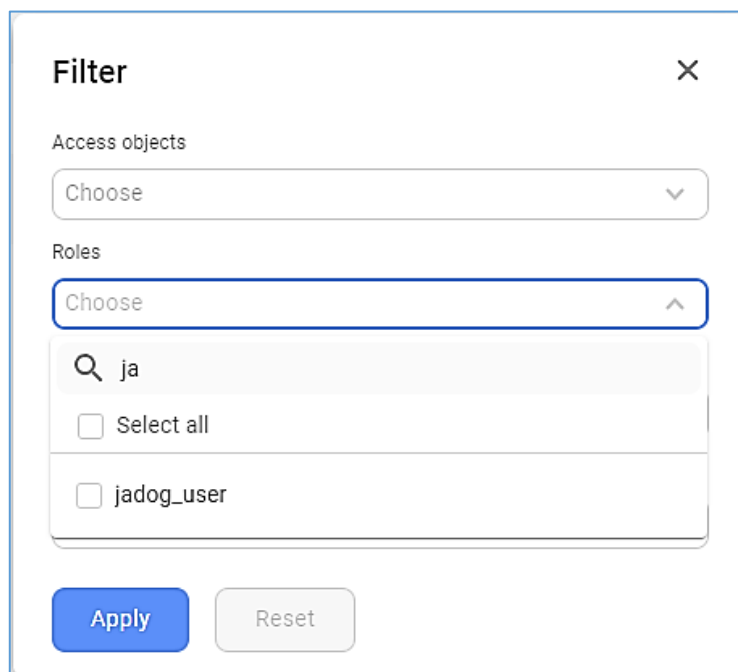 Filter
Access objects
Choose
Roles
Choose
ja
Select all
jadog_user
Apply
Reset